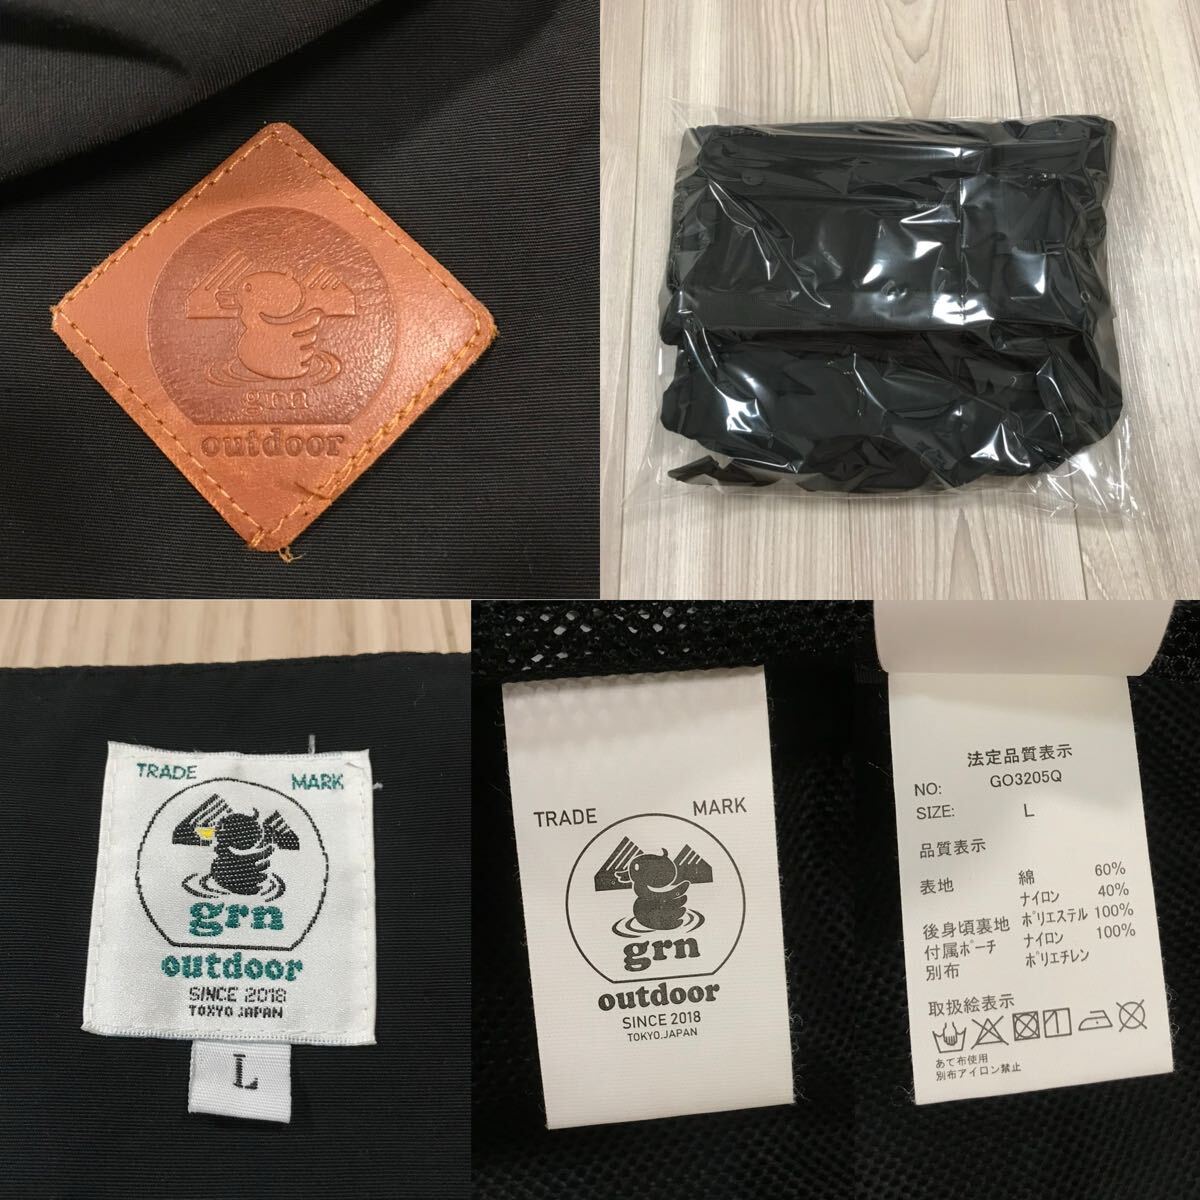 grn
outdoor
TRADE MARK
grn
outdoor
SINCE 2018
TOKYO.JAPAN
L
TRADE MARK
grn
outdoor
SINCE 2018
TOKYO.JAPAN
法定品質表示
NO: GO3205Q
SIZE: L
品質表示
表地 綿 60%
ナイロン 40%
後身頃裏地 ポリエステル 100%
付属ポーチ ナイロン 100%
別布 ポリエチレン
取扱絵表示
あて布使用
別布アイロン禁止